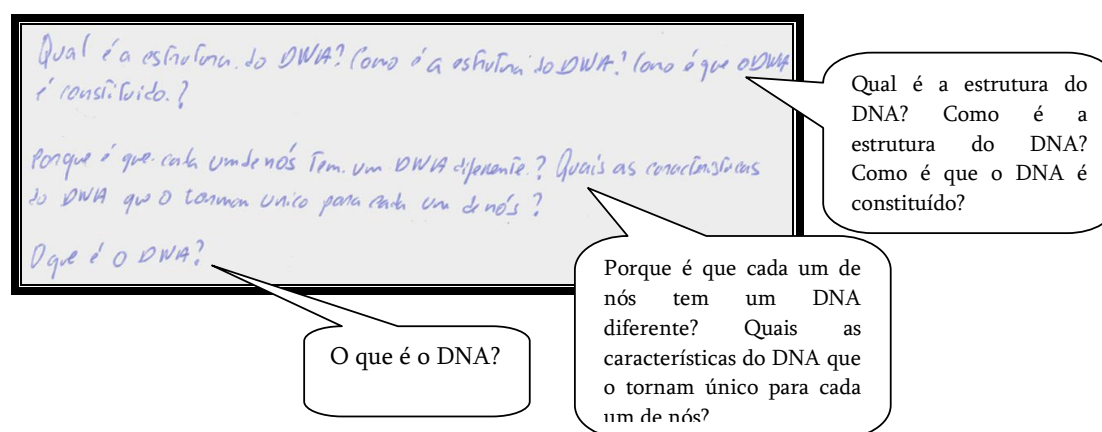 Qual é a estrutura do DNA? Como é a estrutura do DNA? Como é que o DNA
é constituído.?
Porque é que cada um de nós tem um DNA diferente.? Quais as características
do DNA que o tornam único para cada um de nós?
O que é o DNA?
Qual é a estrutura do
DNA? Como é a
estrutura do DNA?
Como é que o DNA é
constituído?
Porque é que cada um de
nós tem um DNA
diferente? Quais as
características do DNA que
o tornam único para cada
um de nós?
O que é o DNA?